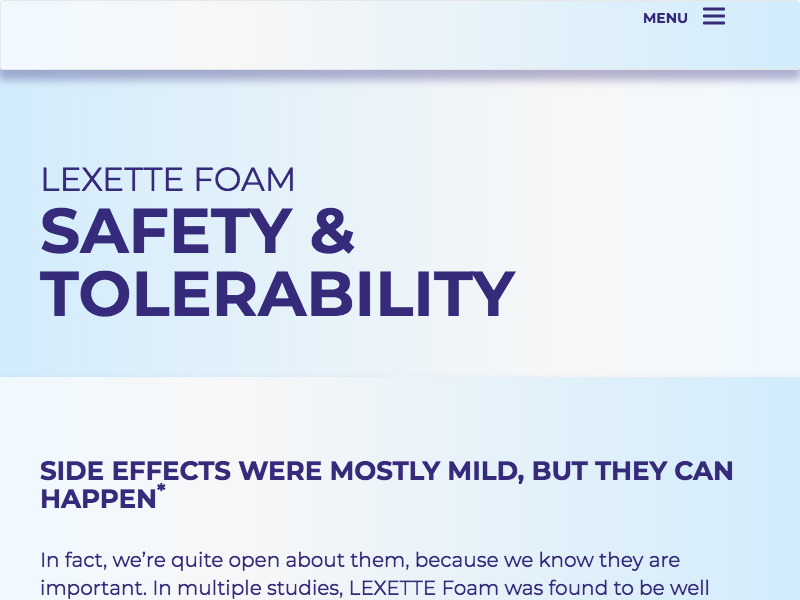 MENU
LEXETTE FOAM
SAFETY &
TOLERABILITY
SIDE EFFECTS WERE MOSTLY MILD, BUT THEY CAN
HAPPEN*
In fact, we’re quite open about them, because we know they are
important. In multiple studies, LEXETTE Foam was found to be well